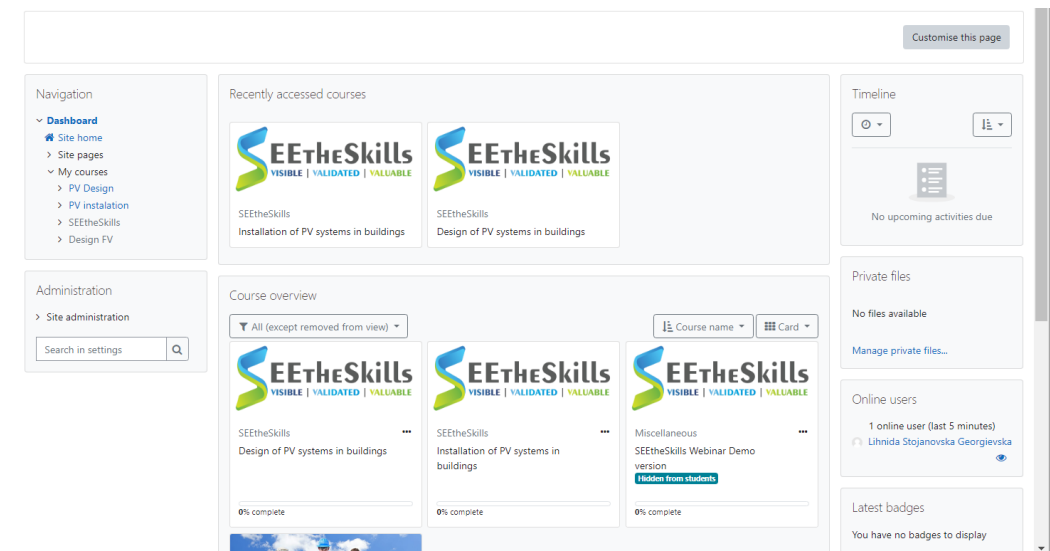 Customise this page
Navigation
Dashboard
Site home
Site pages
My courses
PV Design
PV instalation
SEEtheSkills
Design FV
Administration
Site administration
Search in settings
Recently accessed courses
SEETHESkills
VISIBLE | VALIDATED | VALUABLE
SEEtheSkills
Installation of PV systems in buildings
SEETHESkills
VISIBLE | VALIDATED | VALUABLE
SEEtheSkills
Design of PV systems in buildings
Course overview
All (except removed from view)
Course name
Card
SEETHESkills
VISIBLE | VALIDATED | VALUABLE
SEEtheSkills
Design of PV systems in buildings
0% complete
SEETHESkills
VISIBLE | VALIDATED | VALUABLE
SEEtheSkills
Installation of PV systems in
buildings
0% complete
SEETHESkills
VISIBLE | VALIDATED | VALUABLE
Miscellaneous
SEEtheSkills Webinar Demo
version
Hidden from students
0% complete
Timeline
No upcoming activities due
Private files
No files available
Manage private files...
Online users
1 online user (last 5 minutes)
Lihnida Stojanovska Georgievska
Latest badges
You have no badges to display